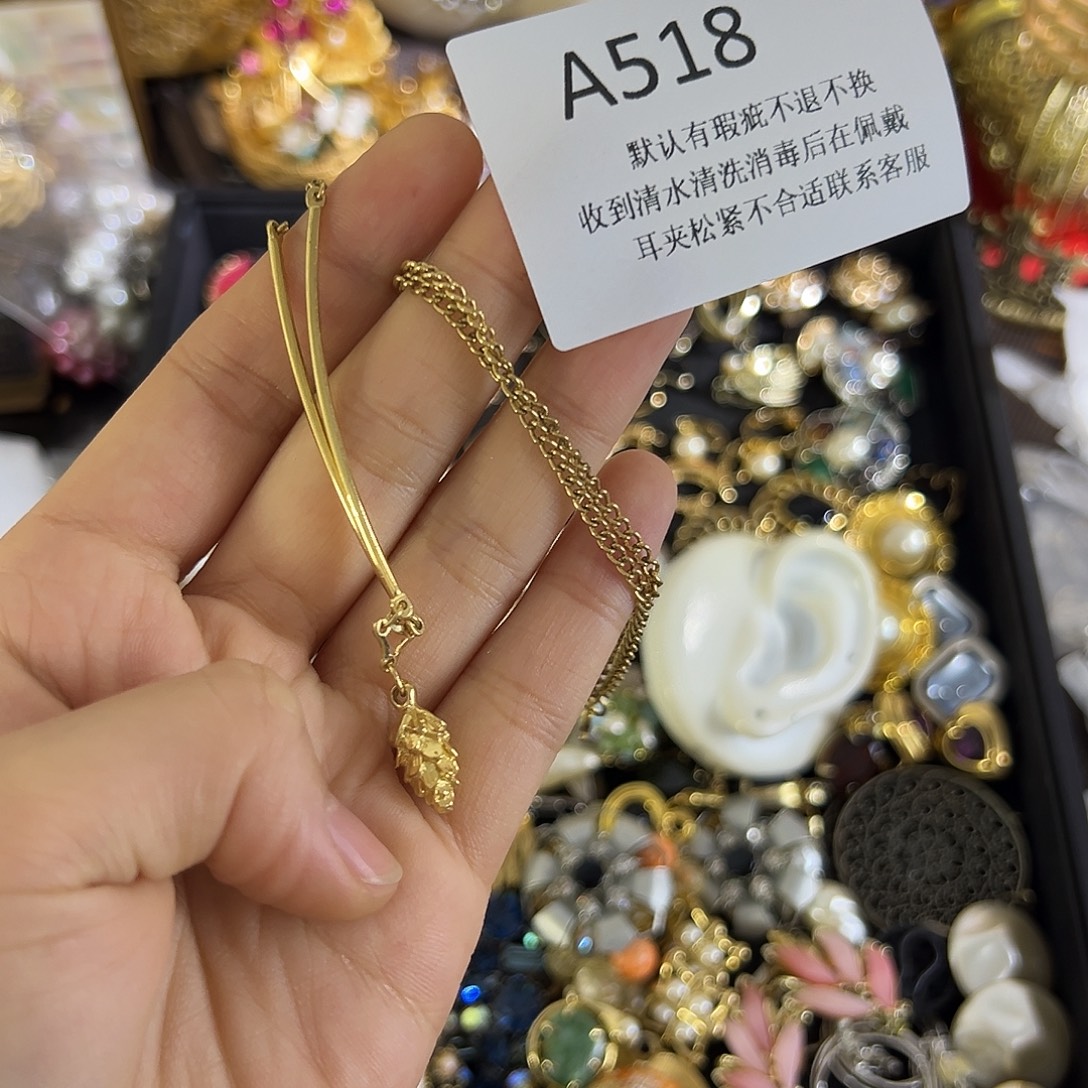 A518
默认有瑕疵不退不换
收到清水清洗消毒后在佩戴
耳夹松紧不合适联系客服